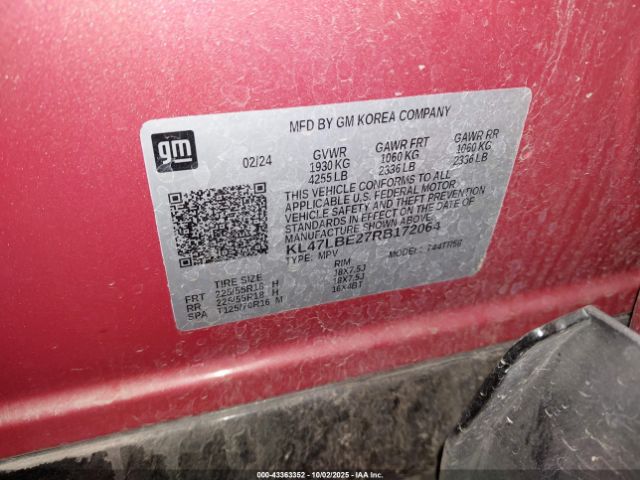 gm
MFD BY GM KOREA COMPANY
02/24
GVWR GAWR FRT GAWR RR
1930 KG 1060 KG 1060 KG
4255 LB 2336 LB 2336 LB
THIS VEHICLE CONFORMS TO ALL
APPLICABLE U.S. FEDERAL MOTOR
VEHICLE SAFETY AND THEFT PREVENTION
STANDARDS IN EFFECT ON THE DATE OF
MANUFACTURE SHOWN ABOVE.
KL47LBE27RB172064
TYPE: MPV MODEL:
TIRE SIZE RIM
FRT 225/55R18 H 18X7.5J
RR 225/55R18 H 18X7.5J
SPA T125/70R16 M 16X4BT
000-43363352 | 10/02/2025 | IAA Inc.